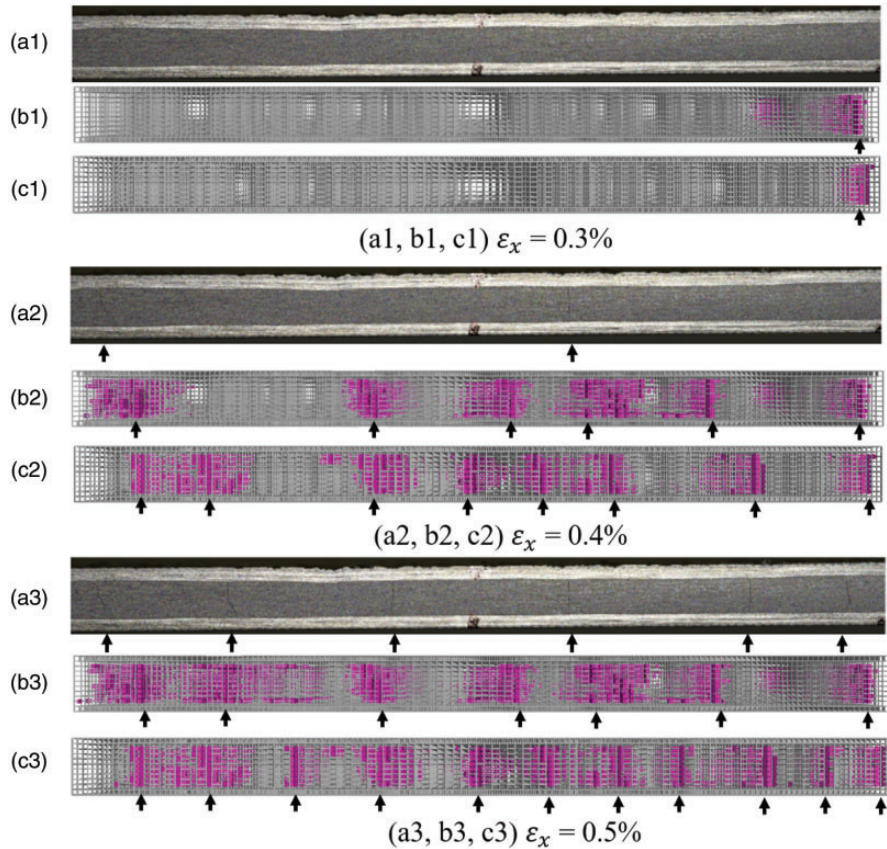 (a1)
(b1)
(c1)
(a1, b1, c1) εₓ = 0.3%
(a2)
(b2)
(c2)
(a2, b2, c2) εₓ = 0.4%
(a3)
(b3)
(c3)
(a3, b3, c3) εₓ = 0.5%